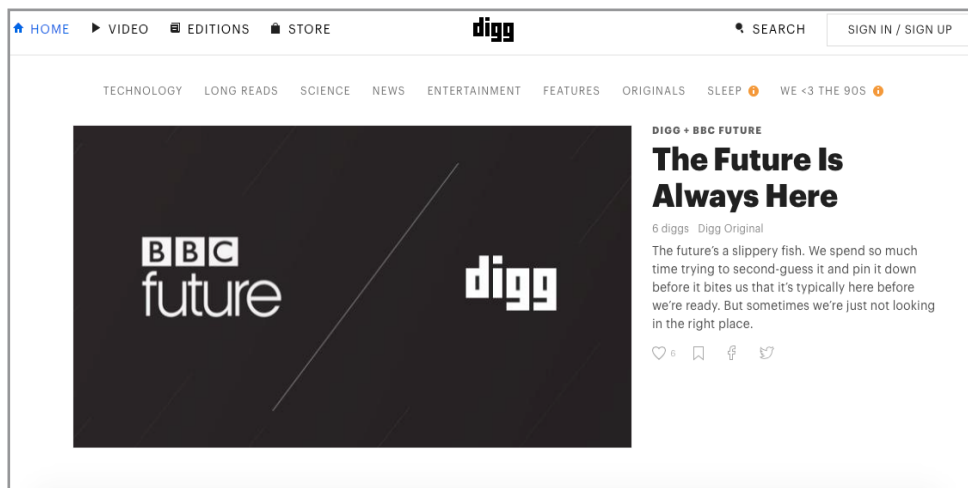 HOME VIDEO EDITIONS STORE digg SEARCH SIGN IN / SIGN UP
TECHNOLOGY LONG READS SCIENCE NEWS ENTERTAINMENT FEATURES ORIGINALS SLEEP WE <3 THE 90S
BBC
future
digg
DIGG + BBC FUTURE
The Future Is
Always Here
6 diggs Digg Original
The future's a slippery fish. We spend so much
time trying to second-guess it and pin it down
before it bites us that it's typically here before
we're ready. But sometimes we're just not looking
in the right place.
6